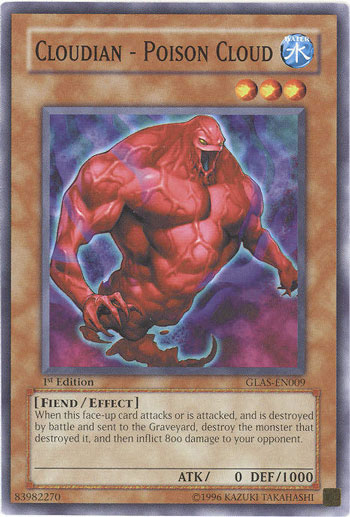 CLOUDIAN - POISON CLOUD
WATER
水
1st Edition
GLAS-EN009
[FIEND / EFFECT]
When this face-up card attacks or is attacked, and is destroyed
by battle and sent to the Graveyard, destroy the monster that
destroyed it, and then inflict 800 damage to your opponent.
ATK/ 0 DEF/1000
83982270
©1996 KAZUKI TAKAHASHI